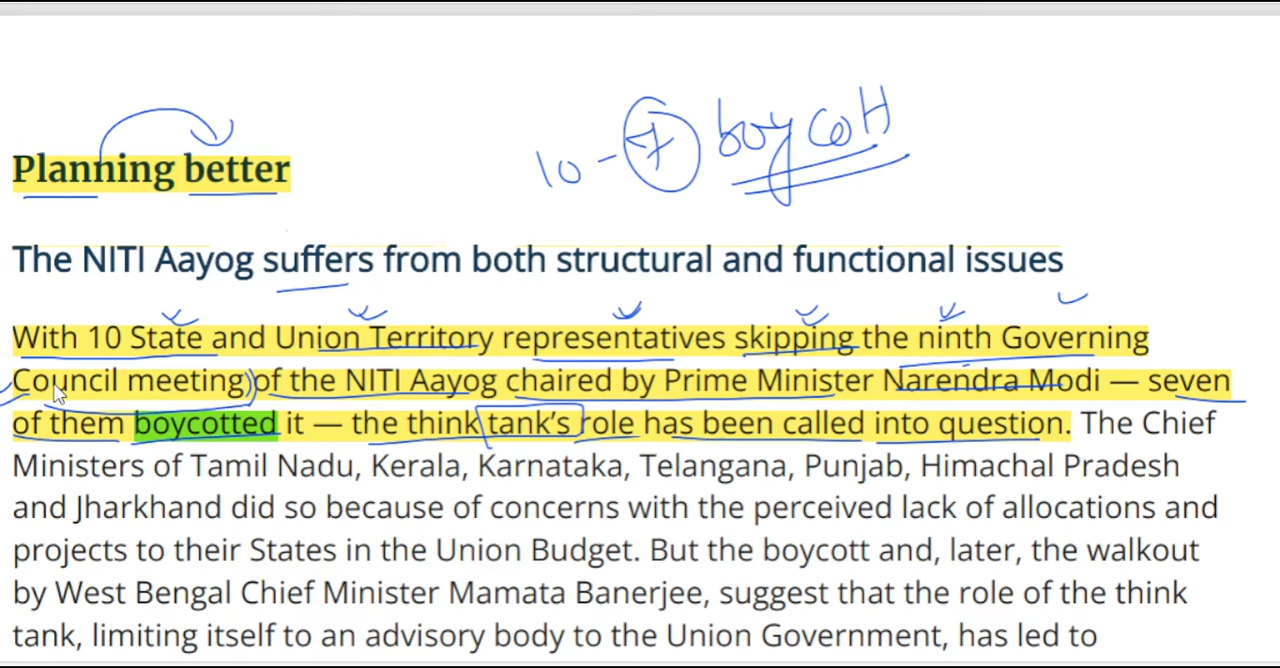 10 - 7 boycott
Planning better
The NITI Aayog suffers from both structural and functional issues
With 10 State and Union Territory representatives skipping the ninth Governing
Council meeting of the NITI Aayog chaired by Prime Minister Narendra Modi — seven
of them boycotted it — the think tank’s role has been called into question. The Chief
Ministers of Tamil Nadu, Kerala, Karnataka, Telangana, Punjab, Himachal Pradesh
and Jharkhand did so because of concerns with the perceived lack of allocations and
projects to their States in the Union Budget. But the boycott and, later, the walkout
by West Bengal Chief Minister Mamata Banerjee, suggest that the role of the think
tank, limiting itself to an advisory body to the Union Government, has led to